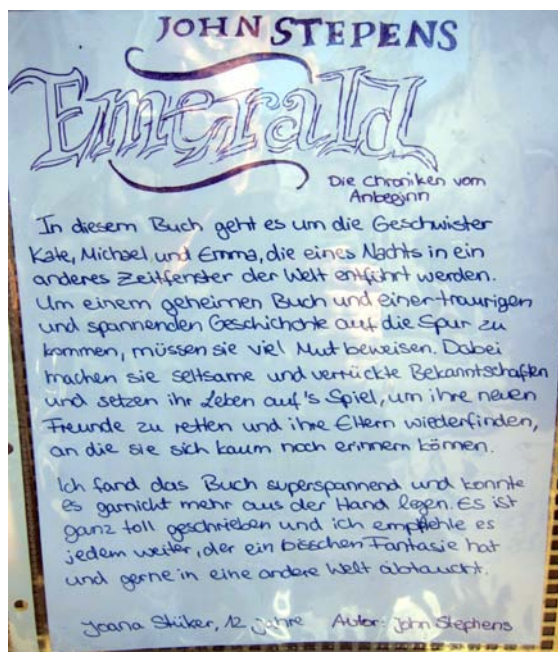 JOHN STEPENS
Emerald
Die Chroniken vom
Anbeginn
In diesem Buch geht es um die Geschwister
Kate, Michael und Emma, die eines Nachts in ein
anderes Zeitfenster der Welt entführt werden.
Um einem geheimen Buch und einer traurigen
und spannenden Geschichchte auf die Spur zu
kommen, müssen sie viel Mut beweisen. Dabei
machen sie seltsame und verrückte Bekanntschaften
und setzen ihr Leben auf's Spiel, um ihre neuen
Freunde zu retten und ihre Eltern wiederfinden,
an die sie sich kaum noch erinnern können.
Ich fand das Buch superspannend und konnte
es garnicht mehr aus der Hand legen. Es ist
ganz toll geschrieben und ich empfehle es
jedem weiter, der ein bisschen Fantasie hat
und gerne in eine andere Welt abtaucht.
Joana Stüker, 12 Jahre Autor: John Stephens